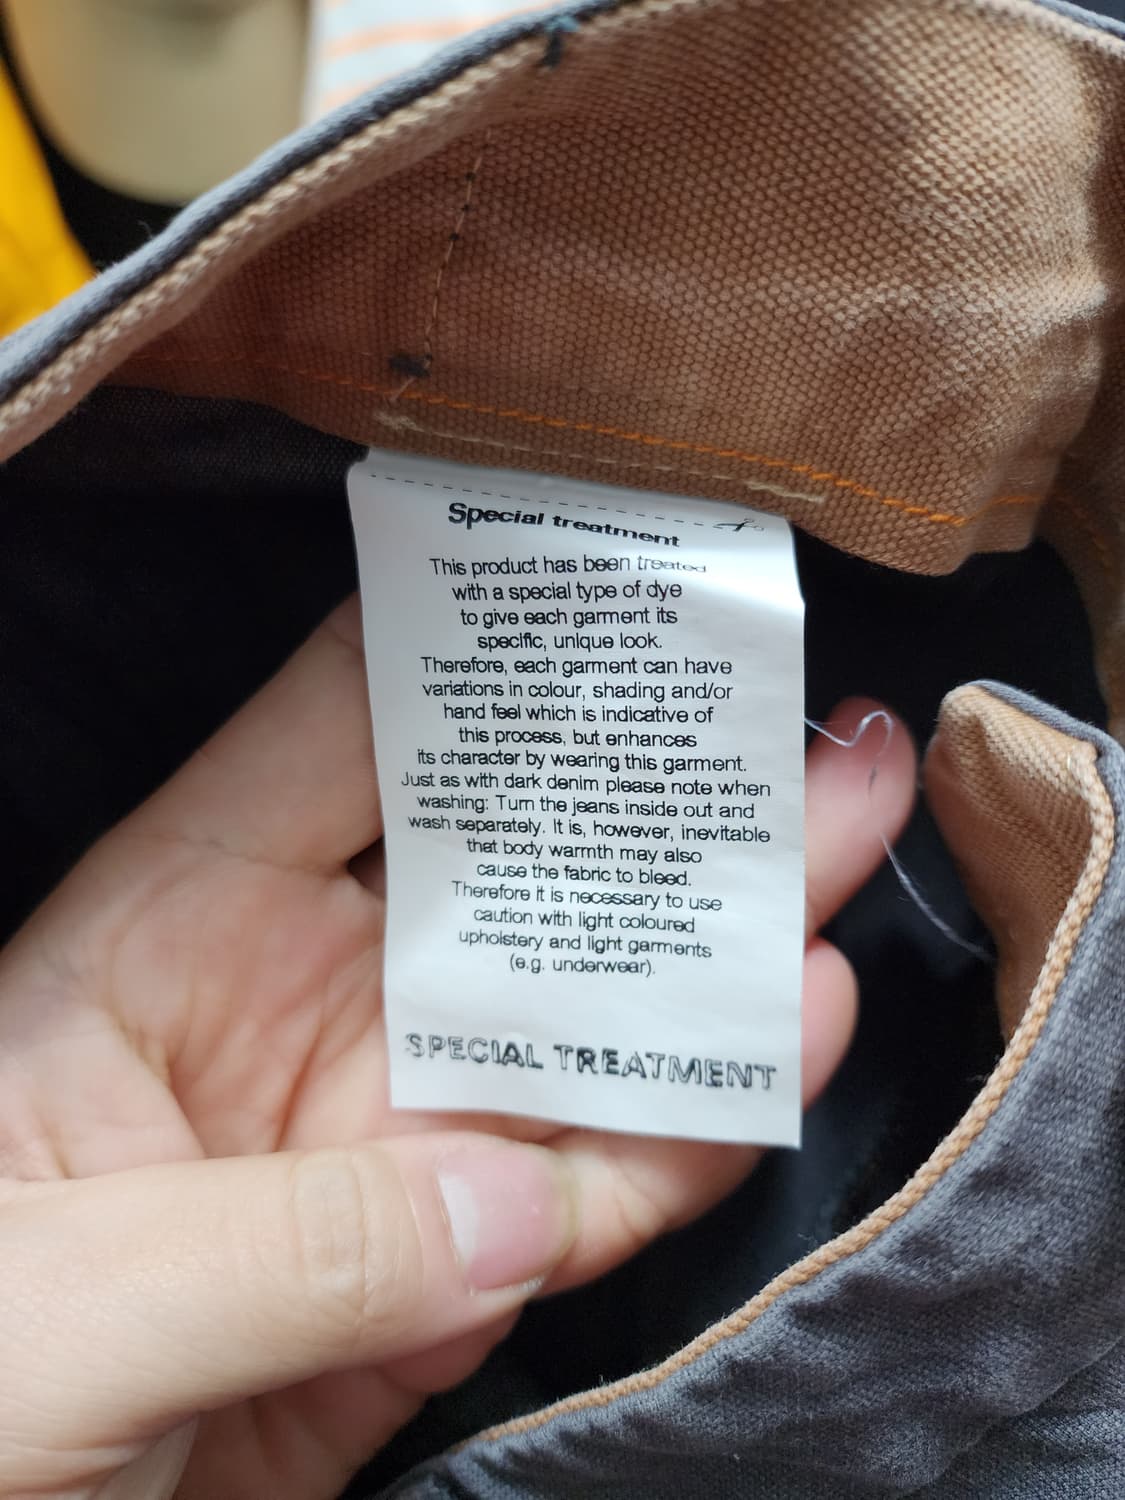 Special treatment
This product has been treated
with a special type of dye
to give each garment its
specific, unique look.
Therefore, each garment can have
variations in colour, shading and/or
hand feel which is indicative of
this process, but enhances
its character by wearing this garment.
Just as with dark denim please note when
washing: Turn the jeans inside out and
wash separately. It is, however, inevitable
that body warmth may also
cause the fabric to bleed.
Therefore it is necessary to use
caution with light coloured
upholstery and light garments
(e.g. underwear).
SPECIAL TREATMENT